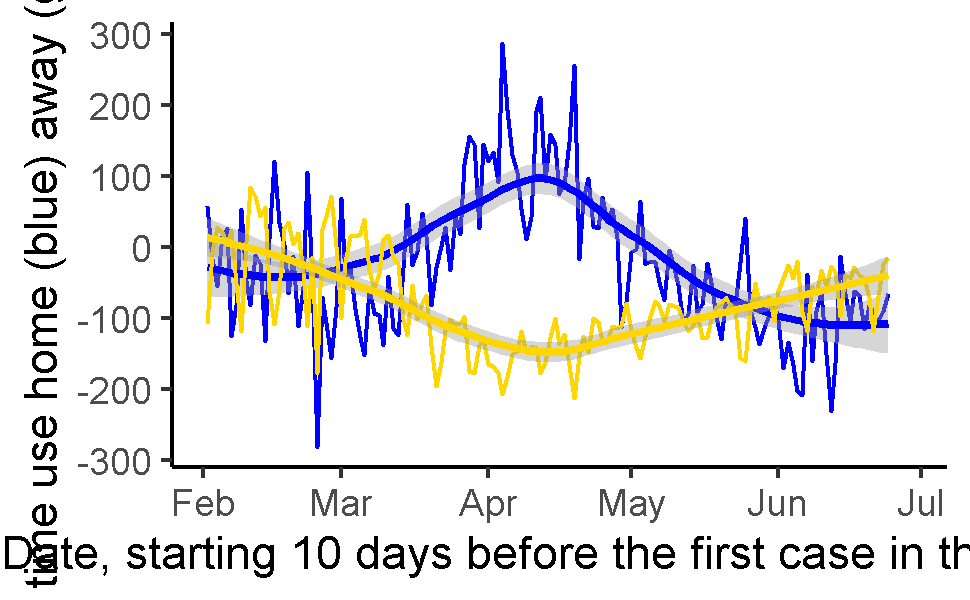 time use home (blue) away (
300
200
100
0
-100
-200
-300
Feb Mar Apr May Jun Jul
Date, starting 10 days before the first case in th